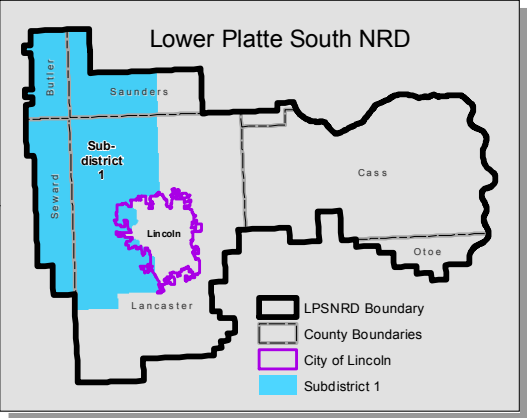 Lower Platte South NRD
Butler
Saunders
Sub-
district
1
Cass
Seward
Lincoln
Otoe
Lancaster
LPSNRD Boundary
County Boundaries
City of Lincoln
Subdistrict 1